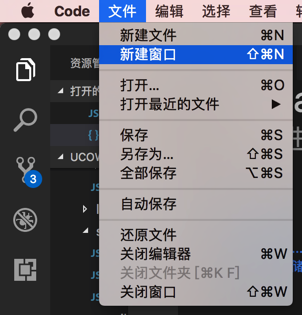 Code 文件 编辑 选择 查看
资源管
打开的
JS
{}
UCOW
JS
JS
JS
JS
3
新建文件 ⌘N
新建窗口 ⇧⌘N
打开... ⌘O
打开最近的文件 ▶
保存 ⌘S
另存为... ⇧⌘S
全部保存 ⌥⌘S
自动保存
还原文件
关闭编辑器 ⌘W
关闭文件夹 [⌘K F]
关闭窗口 ⇧⌘W